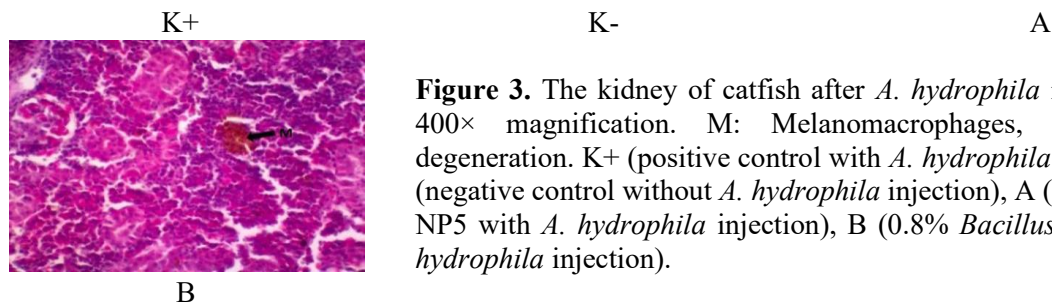 K+ K- A
M
Figure 3. The kidney of catfish after A. hydrophila
400× magnification. M: Melanomacrophages,
degeneration. K+ (positive control with A. hydrophila
(negative control without A. hydrophila injection), A (
NP5 with A. hydrophila injection), B (0.8% Bacillus
hydrophila injection).
B